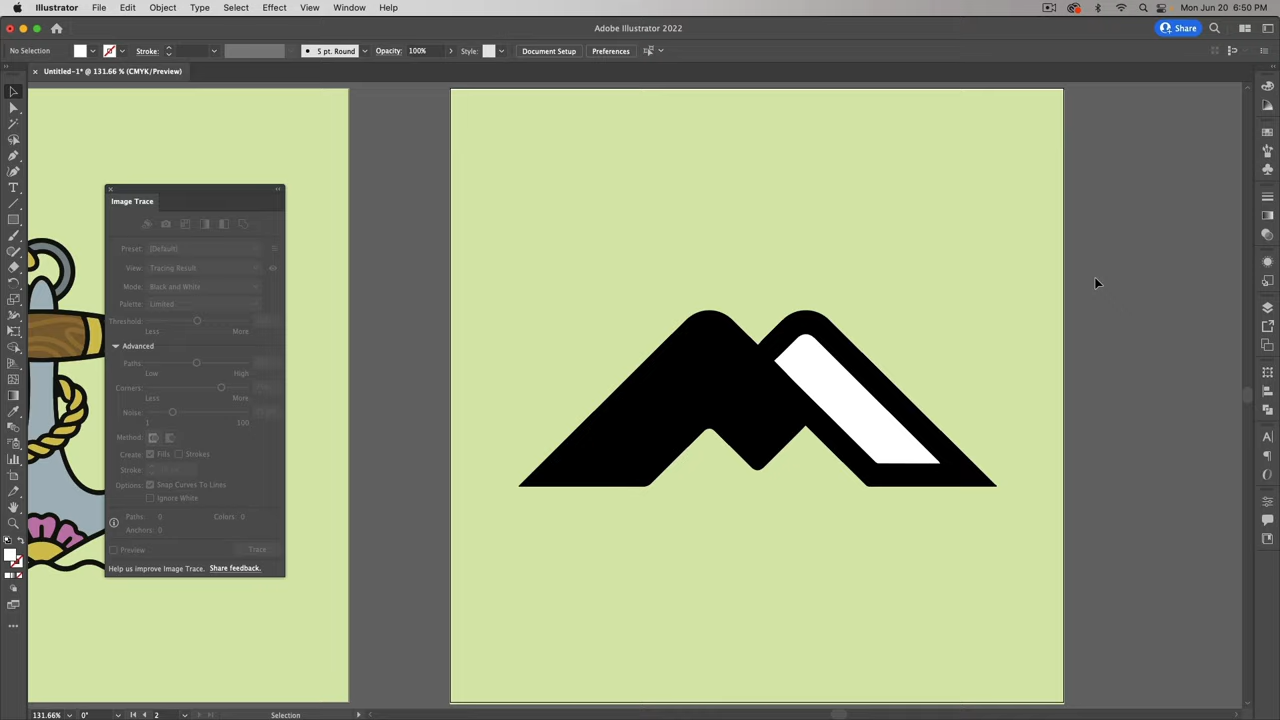 Illustrator File Edit Object Type Select Effect View Window Help Mon Jun 20 6:50 PM
Adobe Illustrator 2022 Share
No Selection Stroke: 5 pt. Round Opacity: 100% Style: Document Setup Preferences
× Untitled-1* @ 131.66 % (CMYK/Preview)
Image Trace
Preset: [Default]
View: Tracing Result
Mode: Black and White
Palette: Limited
Threshold:
Less More
Advanced
Paths:
Low High
Corners:
Less More
Noise:
1 100
Method:
Create: Fills Strokes
Stroke:
Options: Snap Curves To Lines
Ignore White
Paths: 0 Colors: 0
Anchors: 0
Preview Trace
Help us improve Image Trace. Share feedback.
131.66% 0° 2 Selection